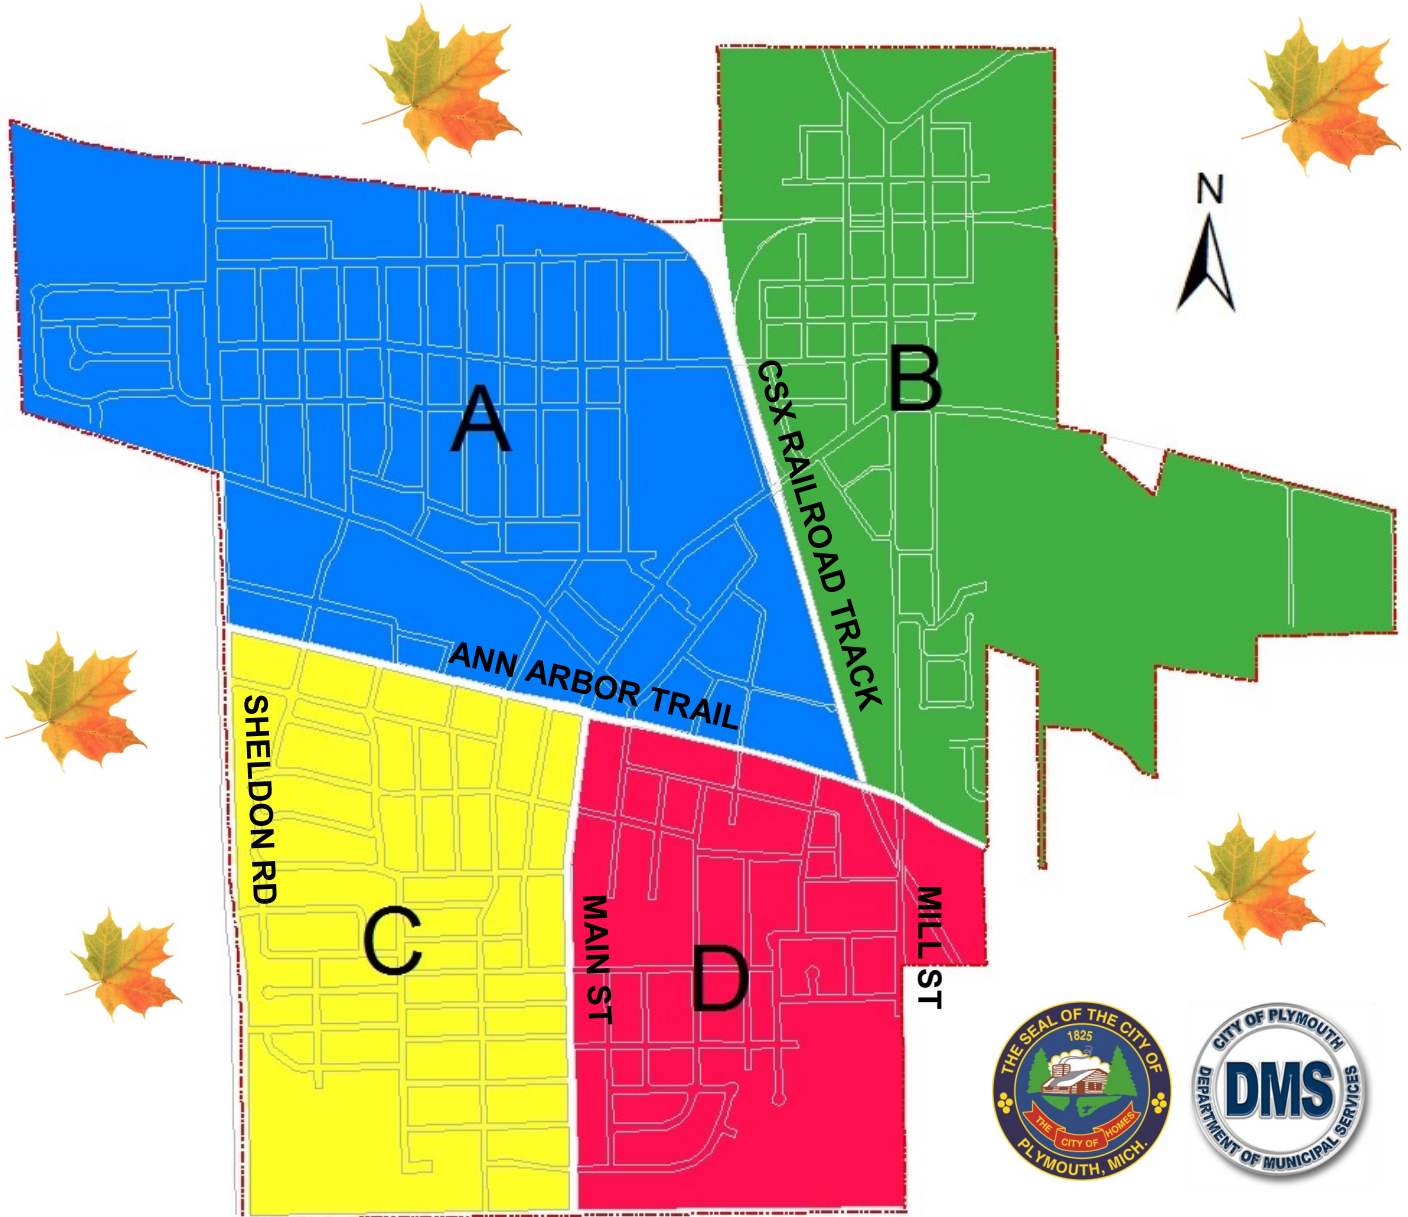 N
A
B
CSX RAILROAD TRACK
ANN ARBOR TRAIL
SHELDON RD
C
MAIN ST
D
MILL ST
THE SEAL OF THE CITY OF
1825
THE
CITY OF
HOMES
PLYMOUTH, MICH.
CITY OF PLYMOUTH
DMS
DEPARTMENT OF MUNICIPAL SERVICES